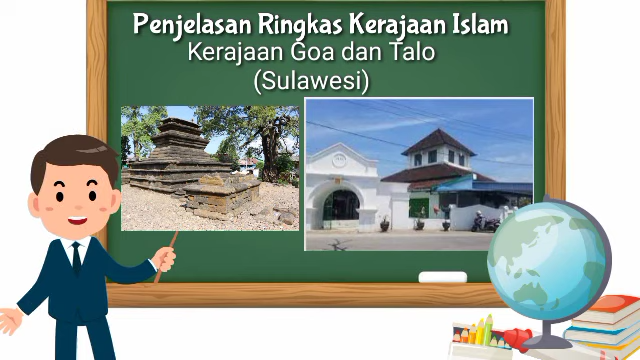 Penjelasan Ringkas Kerajaan Islam
Kerajaan Goa dan Talo
(Sulawesi)